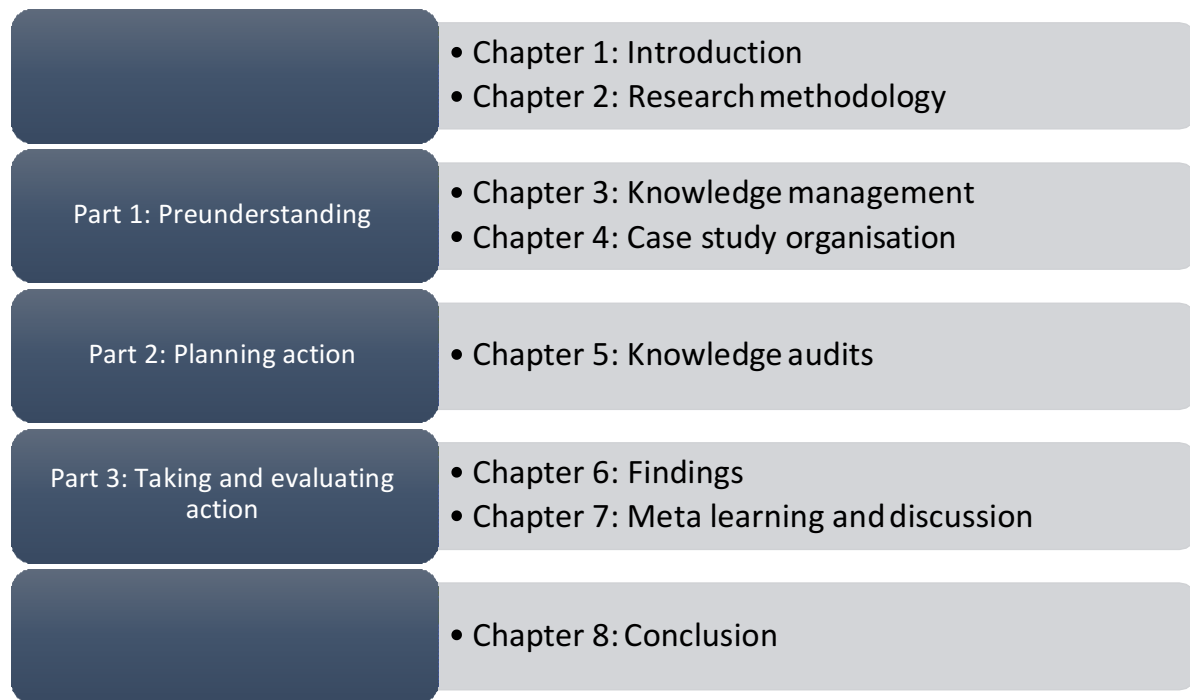 • Chapter 1: Introduction
• Chapter 2: Research methodology
Part 1: Preunderstanding
• Chapter 3: Knowledge management
• Chapter 4: Case study organisation
Part 2: Planning action
• Chapter 5: Knowledge audits
Part 3: Taking and evaluating
action
• Chapter 6: Findings
• Chapter 7: Meta learning and discussion
• Chapter 8: Conclusion